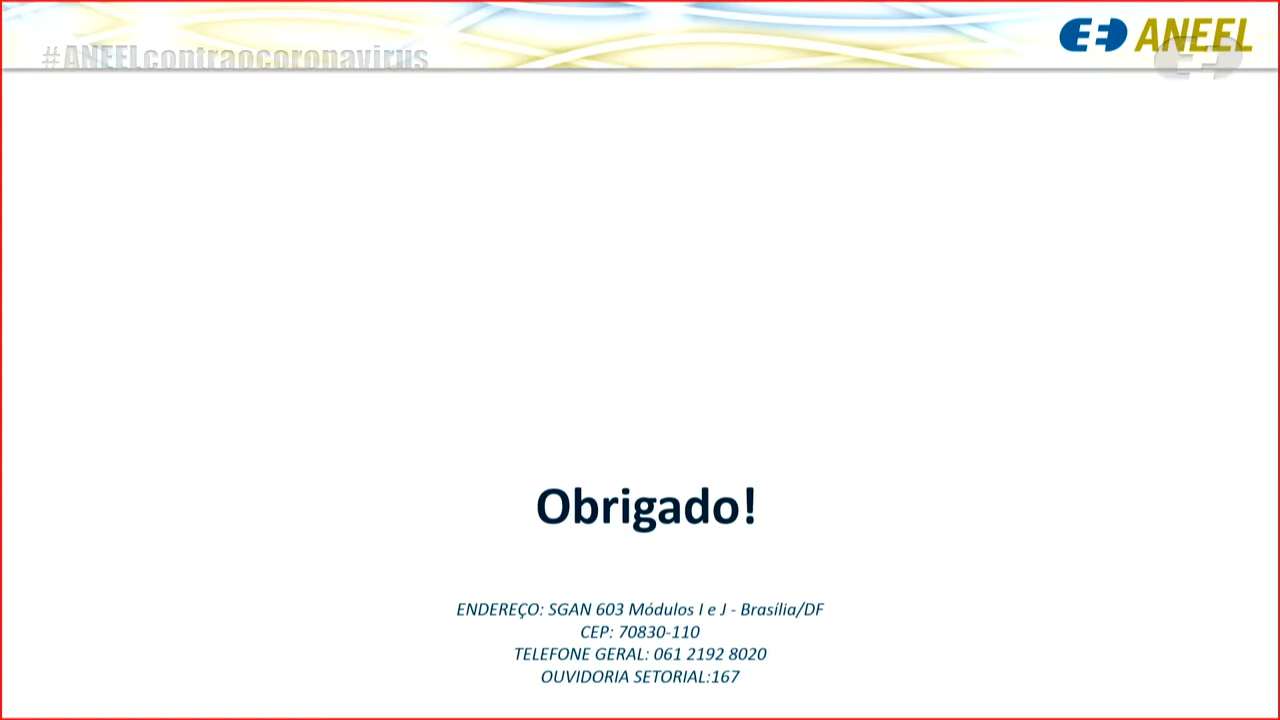 #ANEELcontraocoronavirus
ANEEL
Obrigado!
ENDEREÇO: SGAN 603 Módulos I e J - Brasília/DF
CEP: 70830-110
TELEFONE GERAL: 061 2192 8020
OUVIDORIA SETORIAL:167